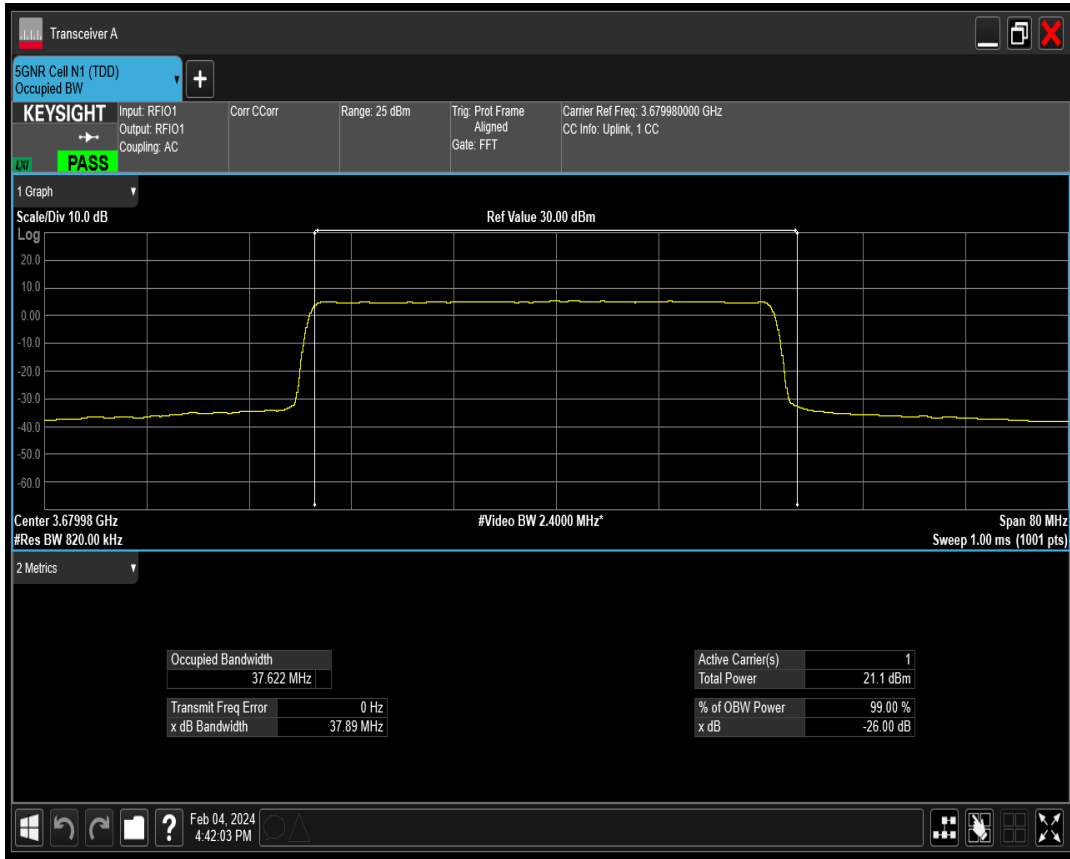 Transceiver A
5GNR Cell N1 (TDD)
Occupied BW
+
KEYSIGHT
LXI
PASS
Input: RFIO1
Output: RFIO1
Coupling: AC
Corr CCorr
Range: 25 dBm
Trig: Prot Frame
Aligned
Gate: FFT
Carrier Ref Freq: 3.679980000 GHz
CC Info: Uplink, 1 CC
1 Graph
Scale/Div 10.0 dB
Ref Value 30.00 dBm
Log
20.0
10.0
0.00
-10.0
-20.0
-30.0
-40.0
-50.0
-60.0
Center 3.67998 GHz
#Video BW 2.4000 MHz*
Span 80 MHz
#Res BW 820.00 kHz
Sweep 1.00 ms (1001 pts)
2 Metrics
Occupied Bandwidth
37.622 MHz
Transmit Freq Error 0 Hz
x dB Bandwidth 37.89 MHz
Active Carrier(s) 1
Total Power 21.1 dBm
% of OBW Power 99.00 %
x dB -26.00 dB
?
Feb 04, 2024
4:42:03 PM